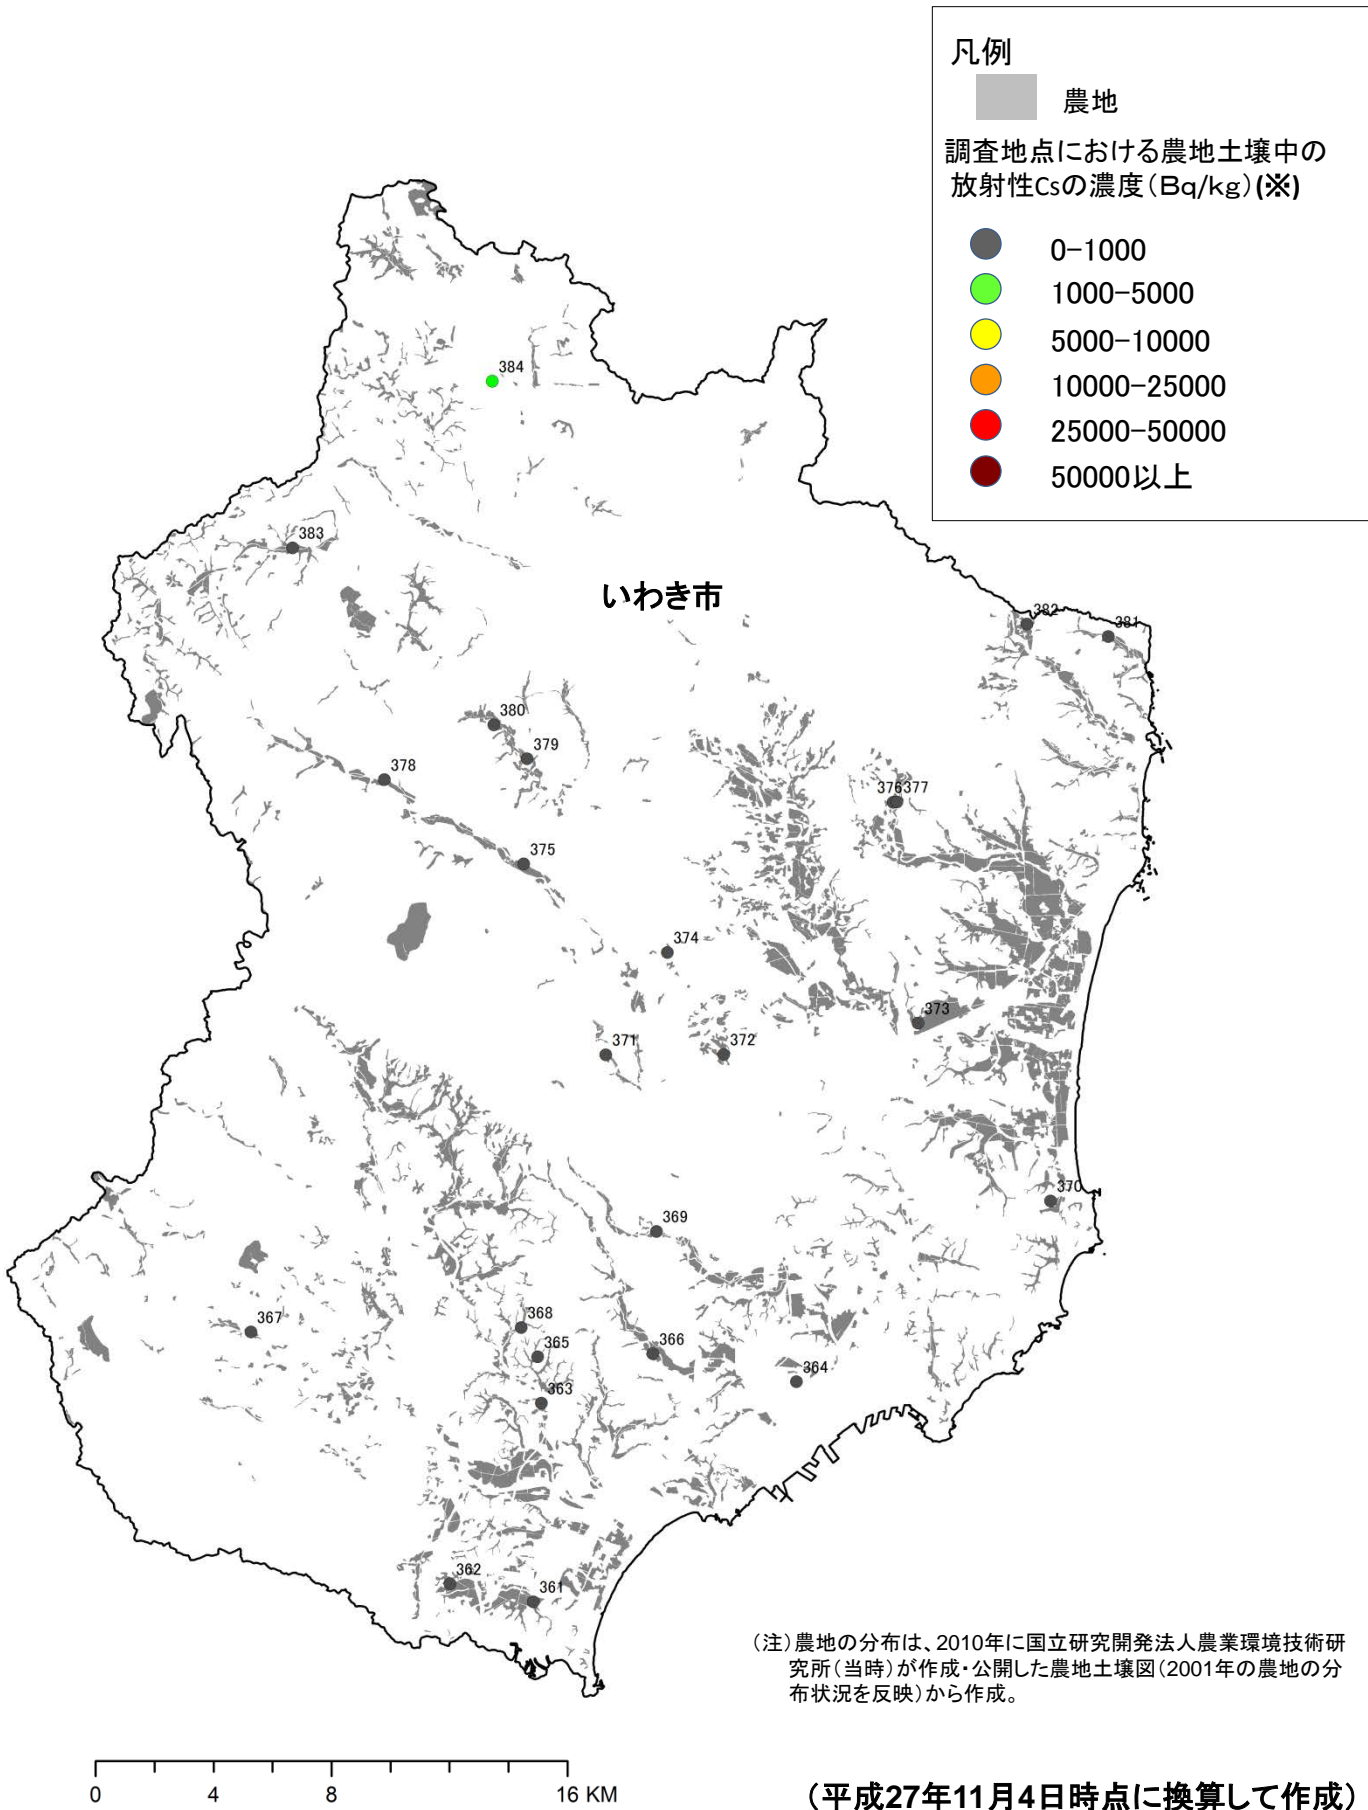 凡例
農地
調査地点における農地土壌中の
放射性Csの濃度（Bq/kg）(※)
0-1000
1000-5000
5000-10000
10000-25000
25000-50000
50000以上
384
383
いわき市
382
381
380
379
378
376 377
375
374
373
371
372
370
369
368
367
366
365
364
363
362
361
（注）農地の分布は、2010年に国立研究開発法人農業環境技術研
究所（当時）が作成・公開した農地土壌図（2001年の農地の分
布状況を反映）から作成。
0 4 8 16 KM
（平成27年11月4日時点に換算して作成）